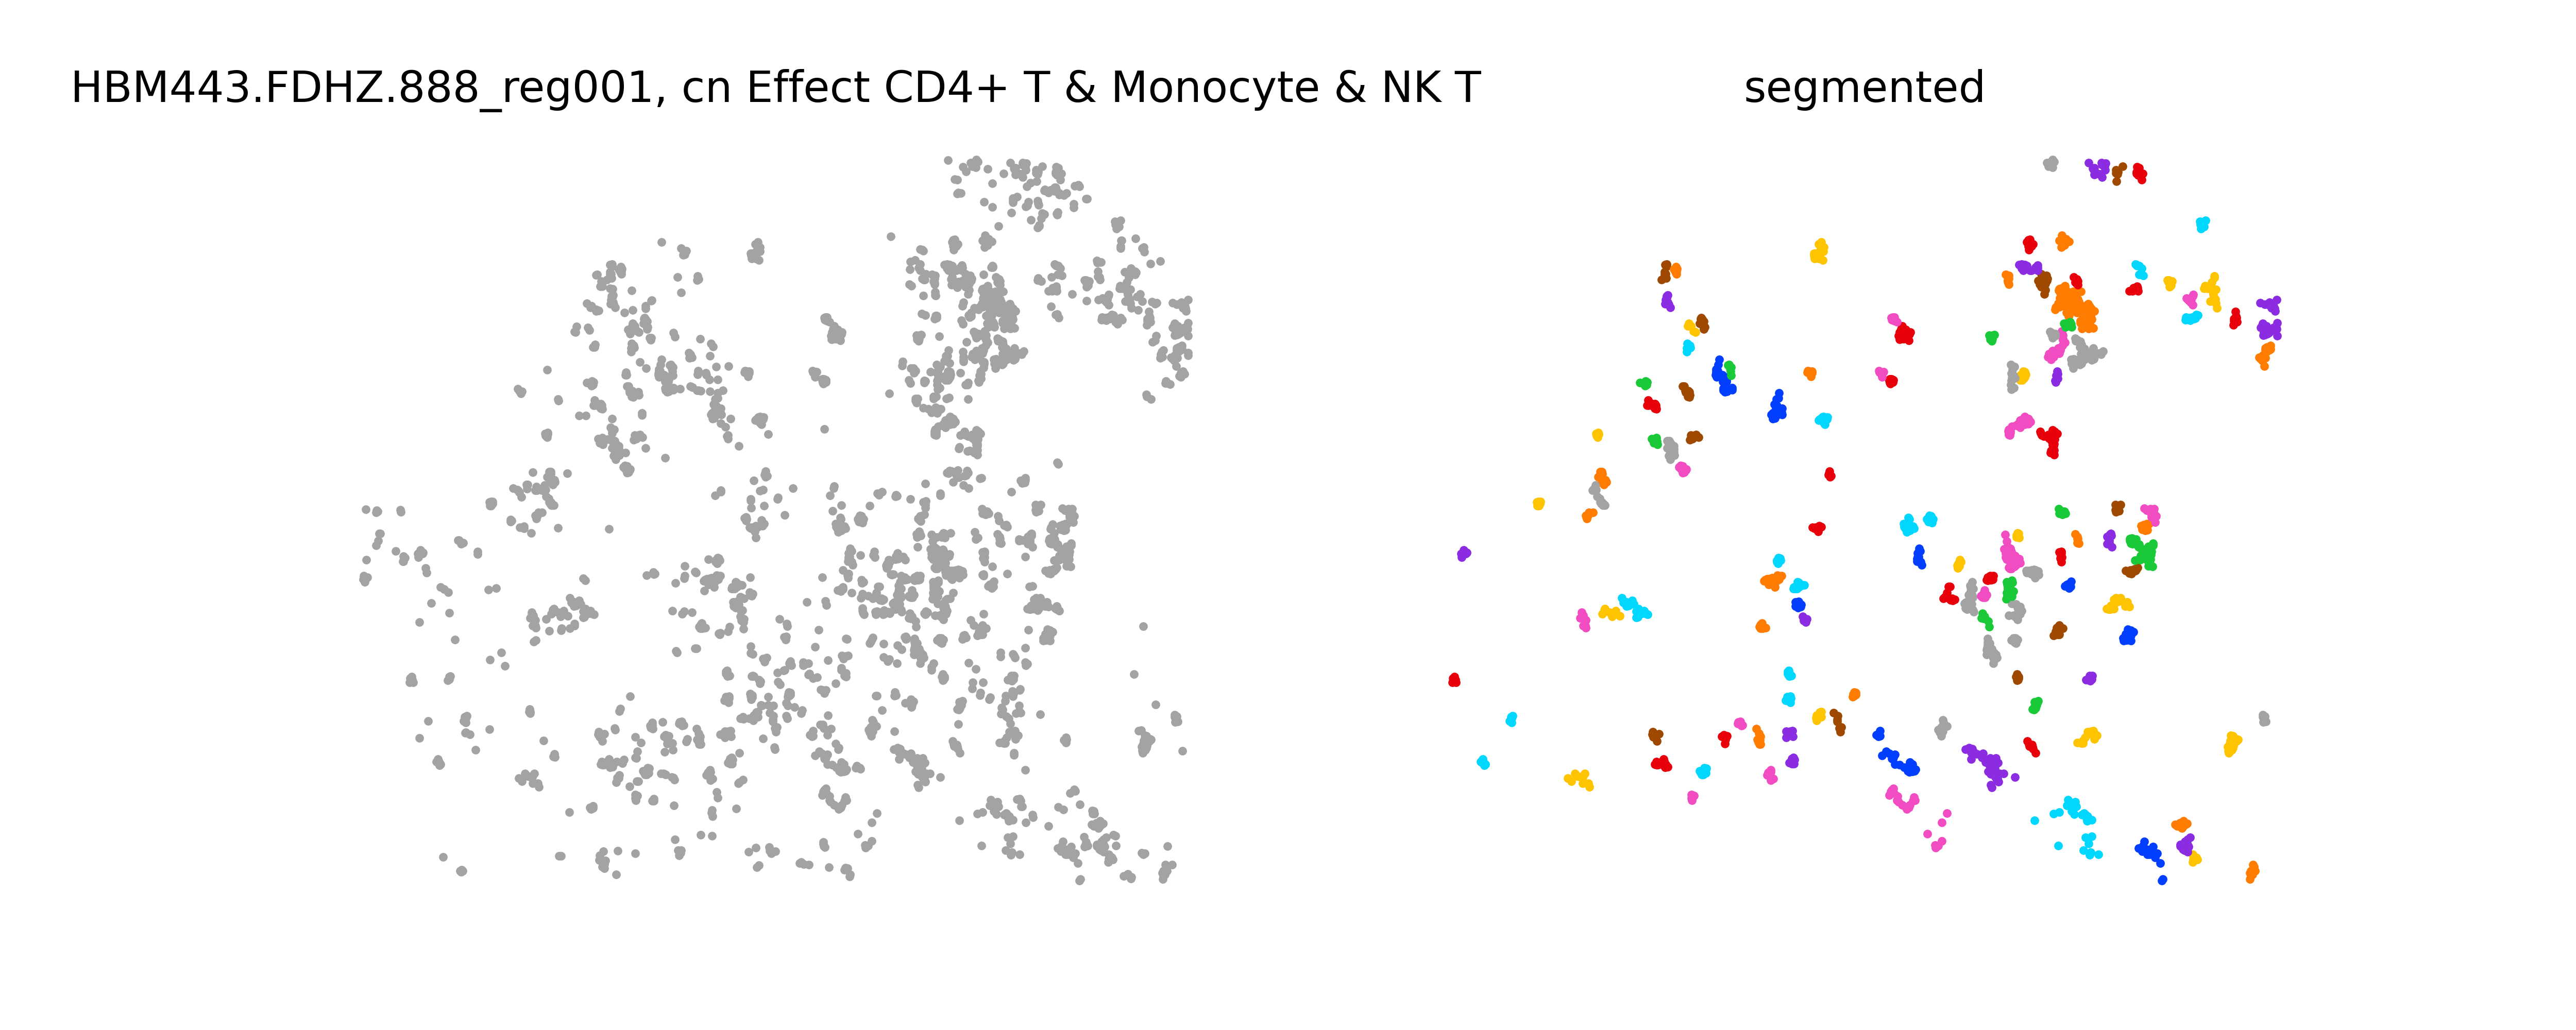 HBM443.FDHZ.888_reg001, cn Effect CD4+ T & Monocyte & NK T
segmented